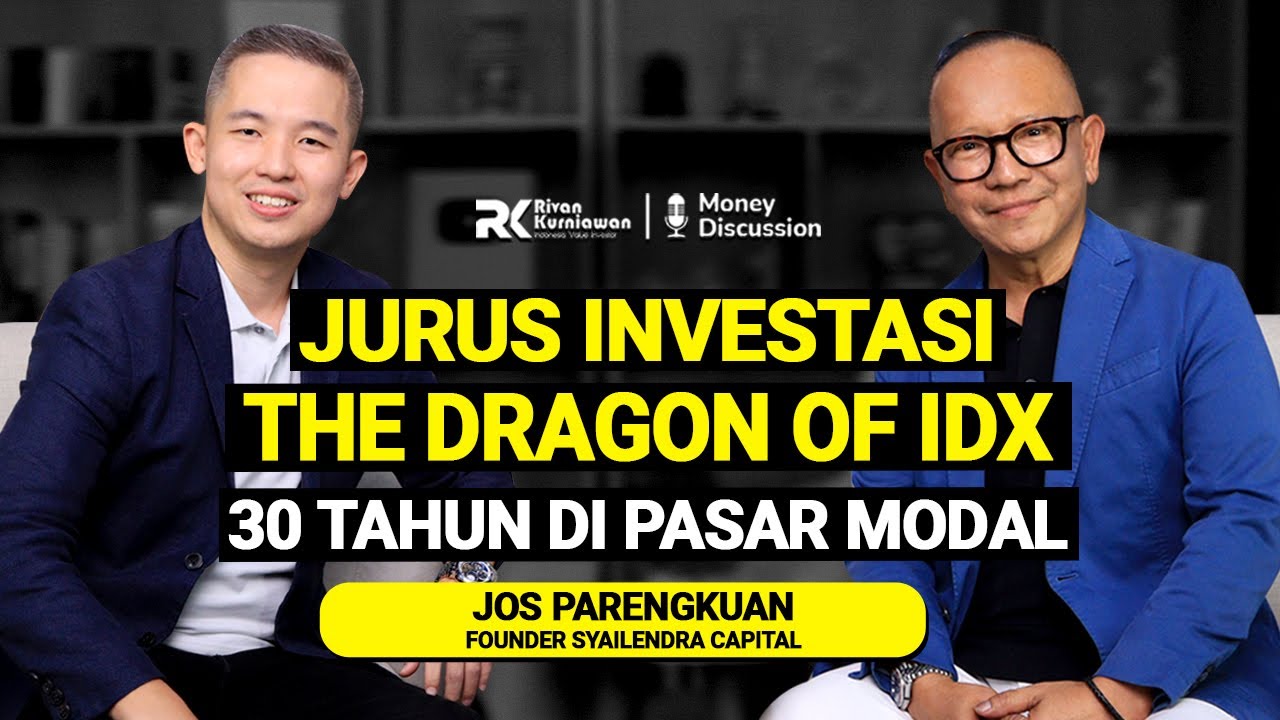 Rivan
Kurniawan
Indonesia Value Investor
Money
Discussion
JURUS INVESTASI
THE DRAGON OF IDX
30 TAHUN DI PASAR MODAL
JOS PARENGKUAN
FOUNDER SYAILENDRA CAPITAL